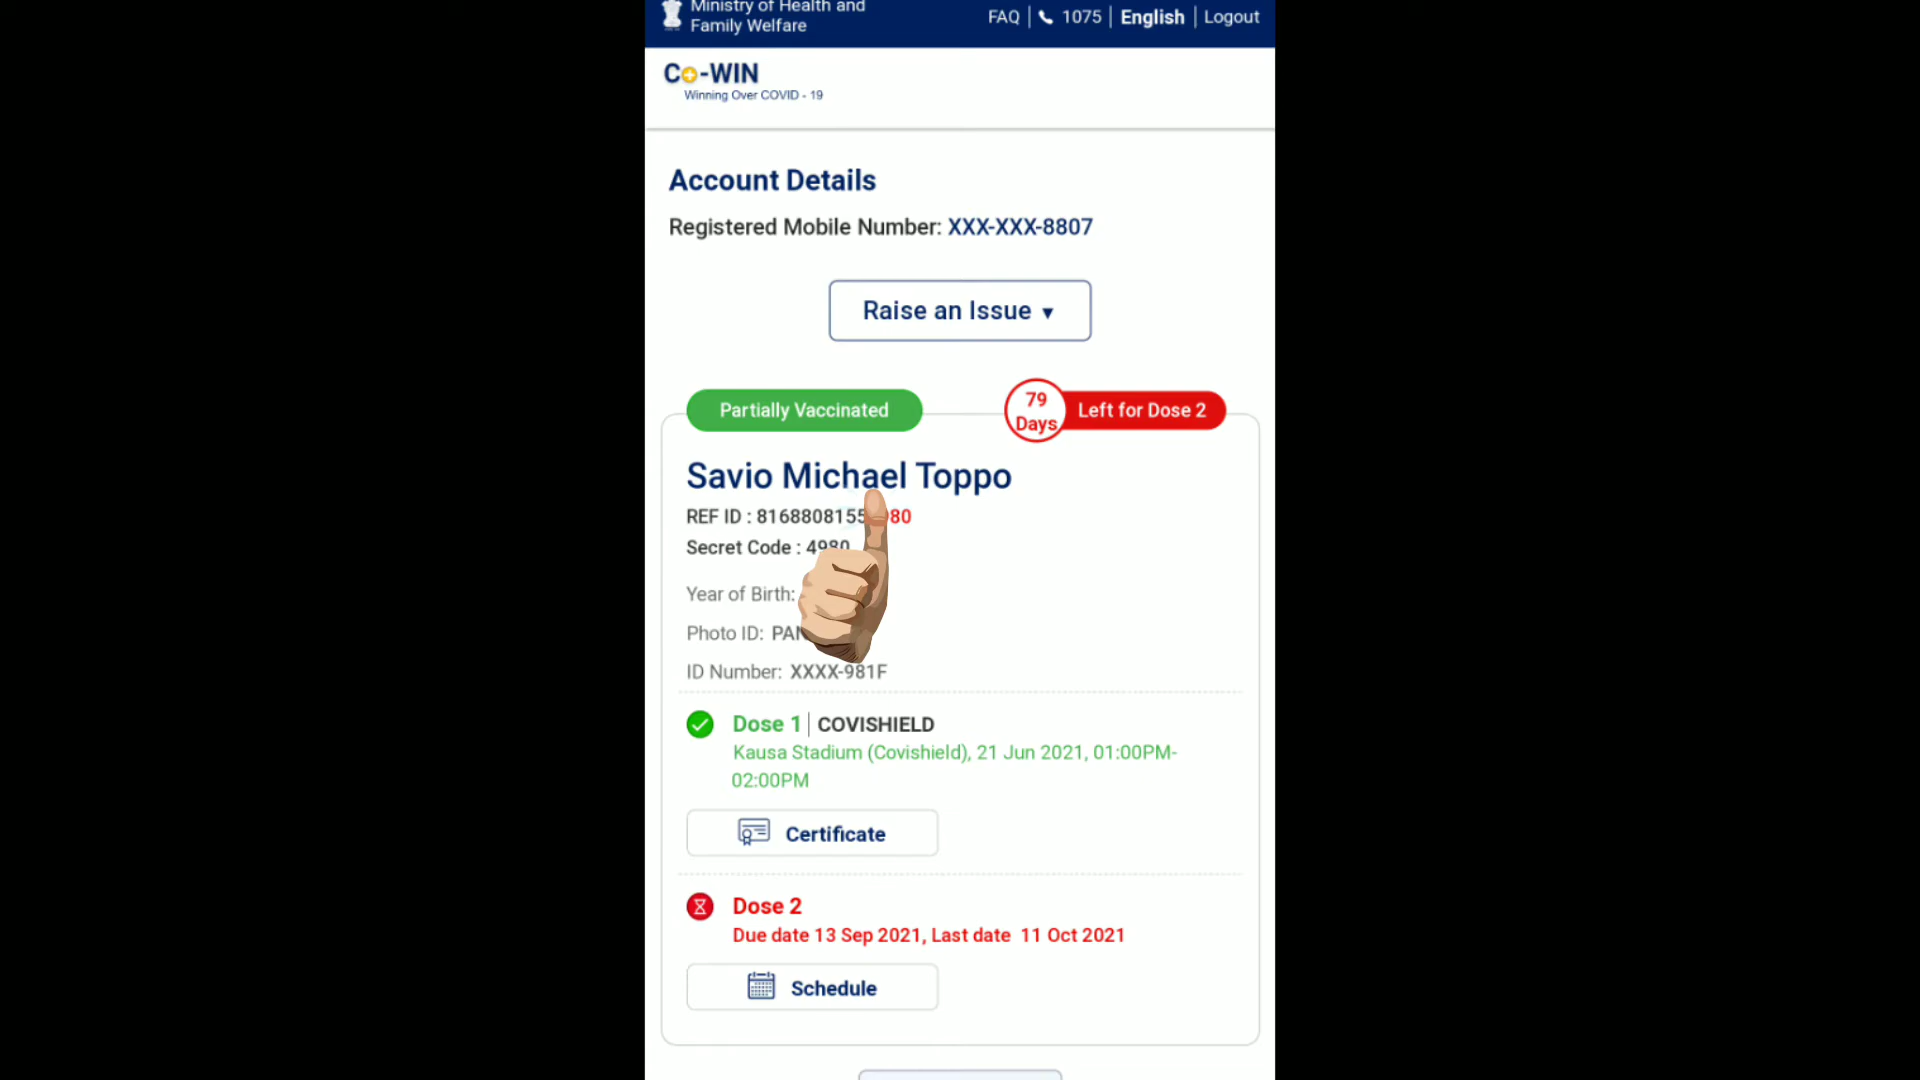 Ministry of Health and
Family Welfare
FAQ | 1075 | English | Logout
Co-WIN
Winning Over COVID - 19
Account Details
Registered Mobile Number: XXX-XXX-8807
Raise an Issue ▼
Partially Vaccinated
79
Days
Left for Dose 2
Savio Michael Toppo
REF ID : 8168808155 80
Secret Code : 4980
Year of Birth:
Photo ID:
ID Number: XXXX-981F
Dose 1 | COVISHIELD
Kausa Stadium (Covishield), 21 Jun 2021, 01:00PM-
02:00PM
Certificate
Dose 2
Due date 13 Sep 2021, Last date 11 Oct 2021
Schedule